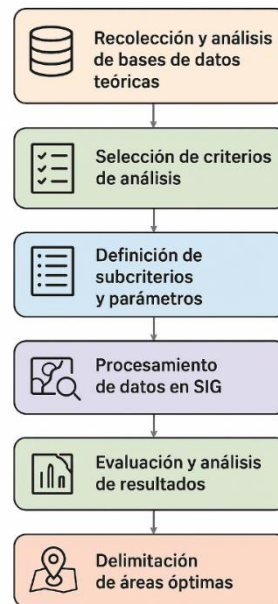 Recolección y análisis
de bases de datos
teóricas
Selección de criterios
de análisis
Definición de
subcriterios
y parámetros
Procesamiento
de datos en SIG
Evaluación y análisis
de resultados
Delimitación
de áreas óptimas